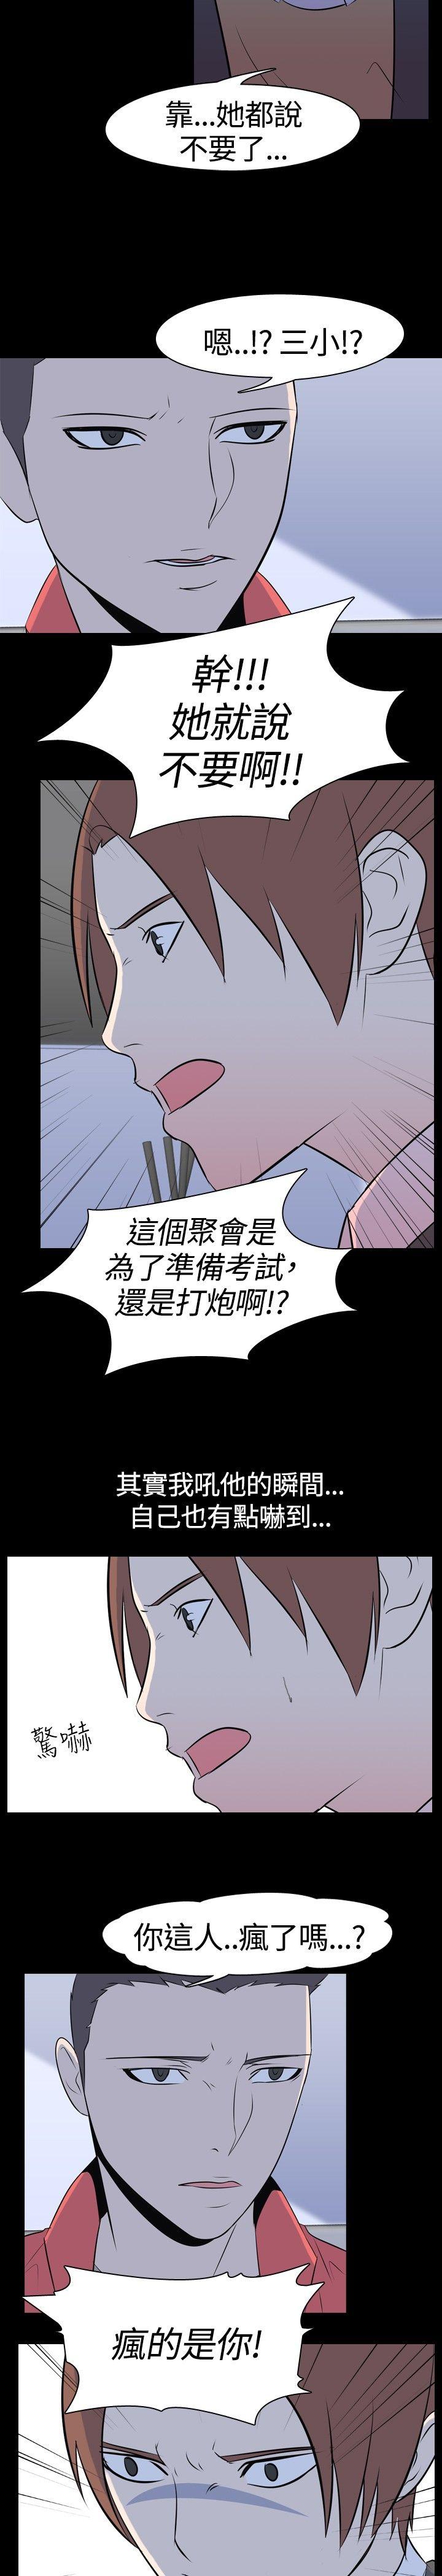 靠...她都說
不要了...
嗯..!? 三小!?
幹!!!
她就說
不要啊!!
這個聚會是
為了準備考試,
還是打炮啊!?
其實我吼他的瞬間...
自己也有點嚇到...
驚嚇
你這人..瘋了嗎...?
瘋的是你!